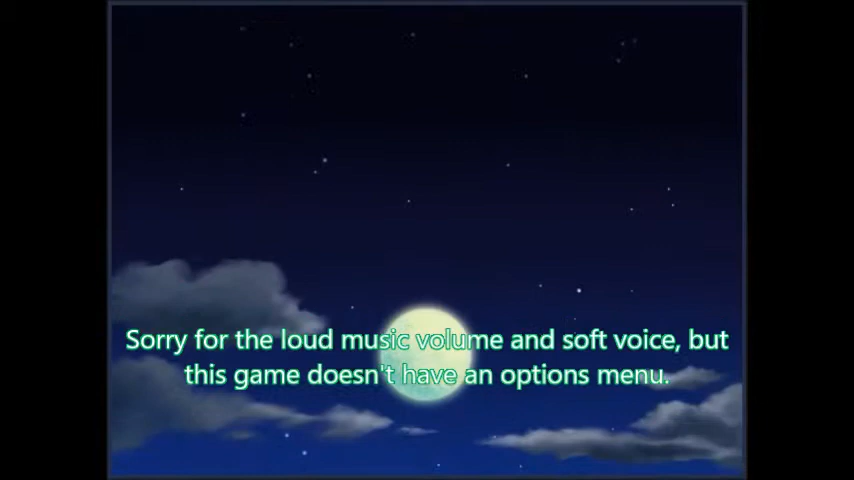 Sorry for the loud music volume and soft voice, but
this game doesn't have an options menu.